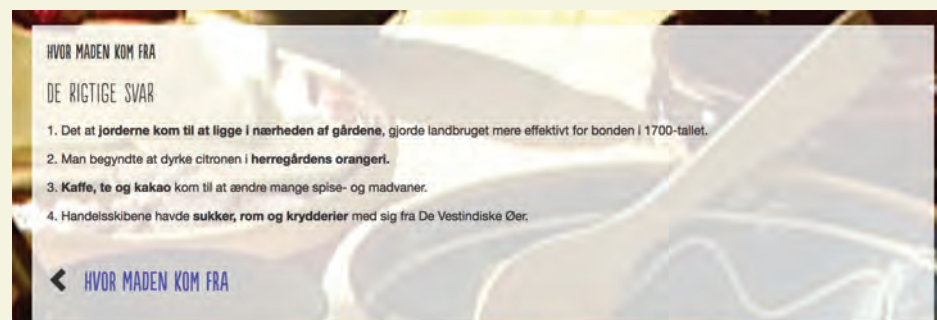 HVOR MADEN KOM FRA
DE RIGTIGE SVAR
1. Det at jorderne kom til at ligge i nærheden af gårdene, gjorde landbruget mere effektivt for bonden i 1700-tallet.
2. Man begyndte at dyrke citronen i herregårdens orangeri.
3. Kaffe, te og kakao kom til at ændre mange spise- og madvaner.
4. Handelsskibene havde sukker, rom og krydderier med sig fra De Vestindiske Øer.
HVOR MADEN KOM FRA